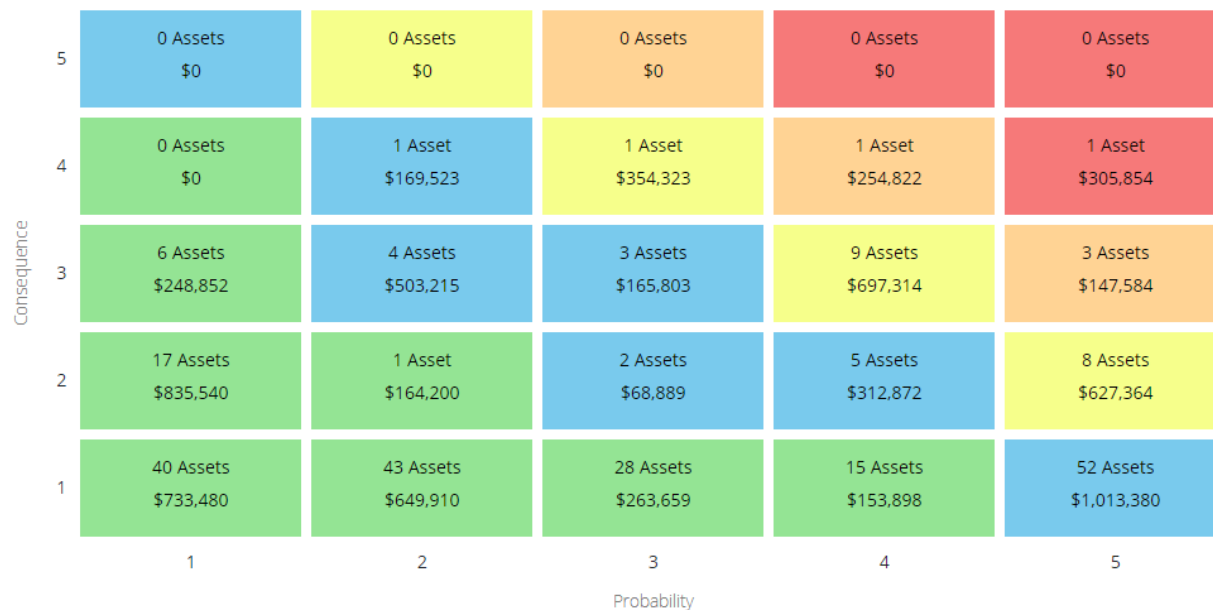 0 Assets
$0
0 Assets
$0
0 Assets
$0
0 Assets
$0
0 Assets
$0
5
0 Assets
$0
1 Asset
$169,523
1 Asset
$354,323
1 Asset
$254,822
1 Asset
$305,854
4
6 Assets
$248,852
4 Assets
$503,215
3 Assets
$165,803
9 Assets
$697,314
3 Assets
$147,584
3
17 Assets
$835,540
1 Asset
$164,200
2 Assets
$68,889
5 Assets
$312,872
8 Assets
$627,364
2
40 Assets
$733,480
43 Assets
$649,910
28 Assets
$263,659
15 Assets
$153,898
52 Assets
$1,013,380
1
Consequence
1 2 3 4 5
Probability